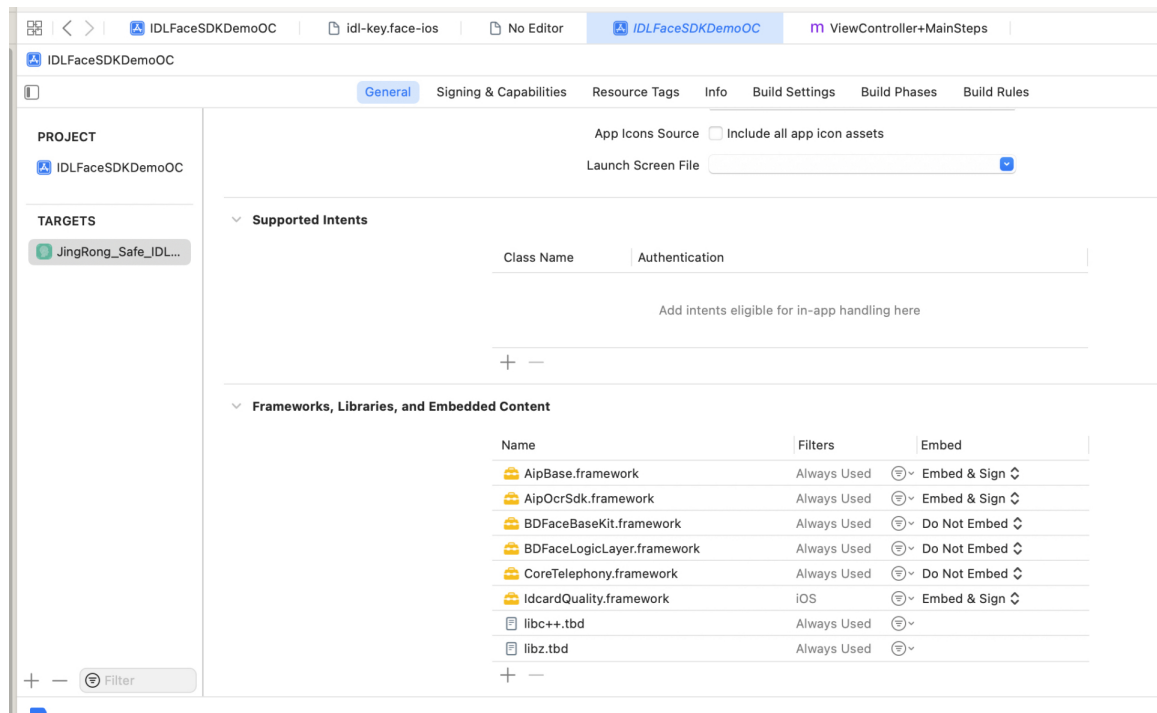 IDLFaceSDKDemoOC idl-key.face-ios No Editor IDLFaceSDKDemoOC m ViewController+MainSteps
IDLFaceSDKDemoOC
General Signing & Capabilities Resource Tags Info Build Settings Build Phases Build Rules
PROJECT
IDLFaceSDKDemoOC
TARGETS
JingRong_Safe_IDL...
App Icons Source Include all app icon assets
Launch Screen File
Supported Intents
Class Name Authentication
Add intents eligible for in-app handling here
Frameworks, Libraries, and Embedded Content
Name Filters Embed
AipBase.framework Always Used Embed & Sign
AipOcrSdk.framework Always Used Embed & Sign
BDFaceBaseKit.framework Always Used Do Not Embed
BDFaceLogicLayer.framework Always Used Do Not Embed
CoreTelephony.framework Always Used Do Not Embed
IdcardQuality.framework iOS Embed & Sign
libc++.tbd Always Used
libz.tbd Always Used
Filter